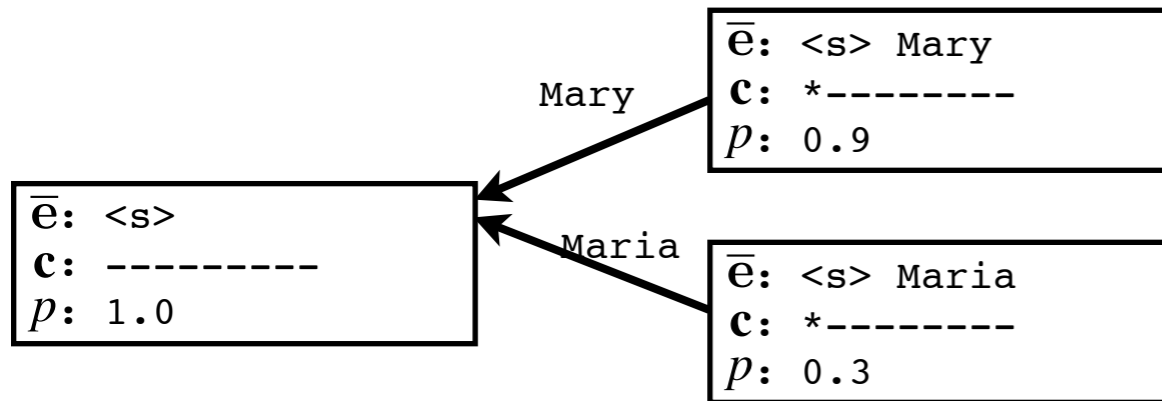 e̅: <s>
c: ---------
p: 1.0
Mary
Maria
e̅: <s> Mary
c: *--------
p: 0.9
e̅: <s> Maria
c: *--------
p: 0.3